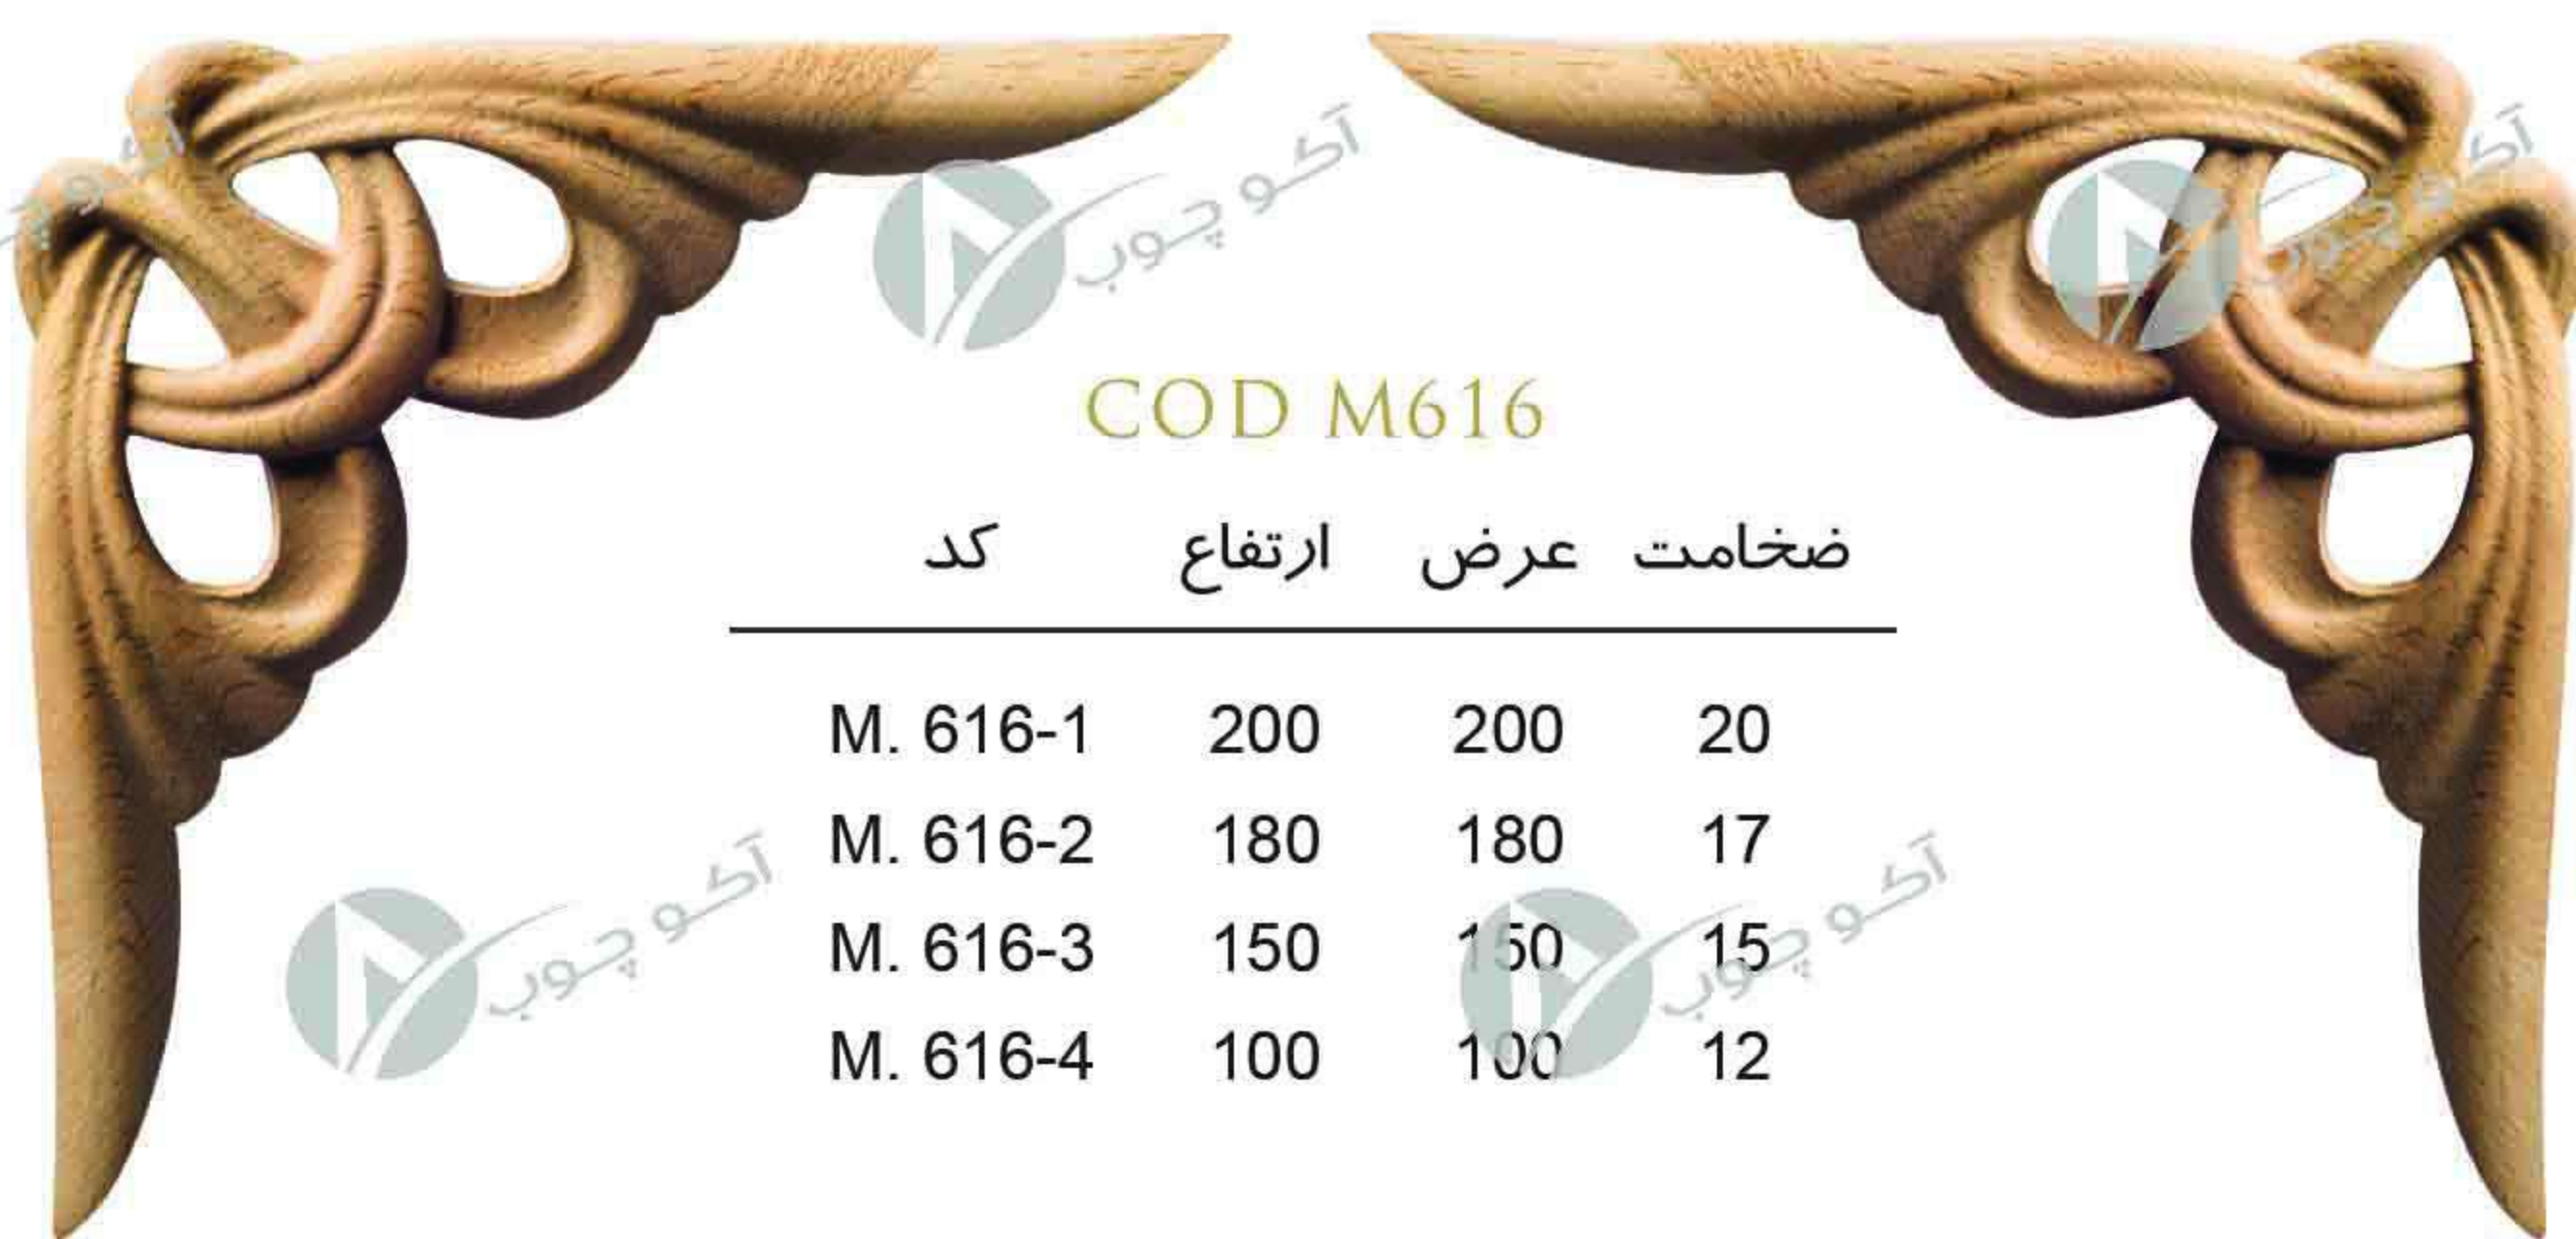 آکو چوب
آکو چوب
COD M616
کد ارتفاع عرض ضخامت
M. 616-1 200 200 20
M. 616-2 180 180 17
M. 616-3 150 150 15
M. 616-4 100 100 12
آکو چوب
آکو چوب